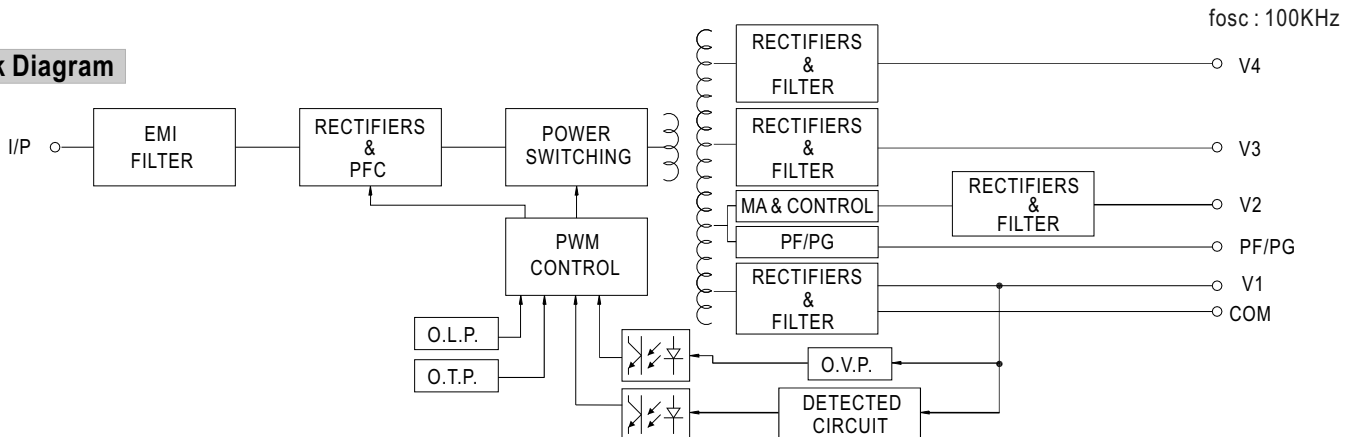 fosc : 100KHz
k Diagram
I/P
EMI
FILTER
RECTIFIERS
&
PFC
POWER
SWITCHING
RECTIFIERS
&
FILTER
V4
RECTIFIERS
&
FILTER
V3
MA & CONTROL
RECTIFIERS
&
FILTER
V2
PF/PG
PF/PG
RECTIFIERS
&
FILTER
V1
COM
PWM
CONTROL
O.L.P.
O.T.P.
O.V.P.
DETECTED
CIRCUIT